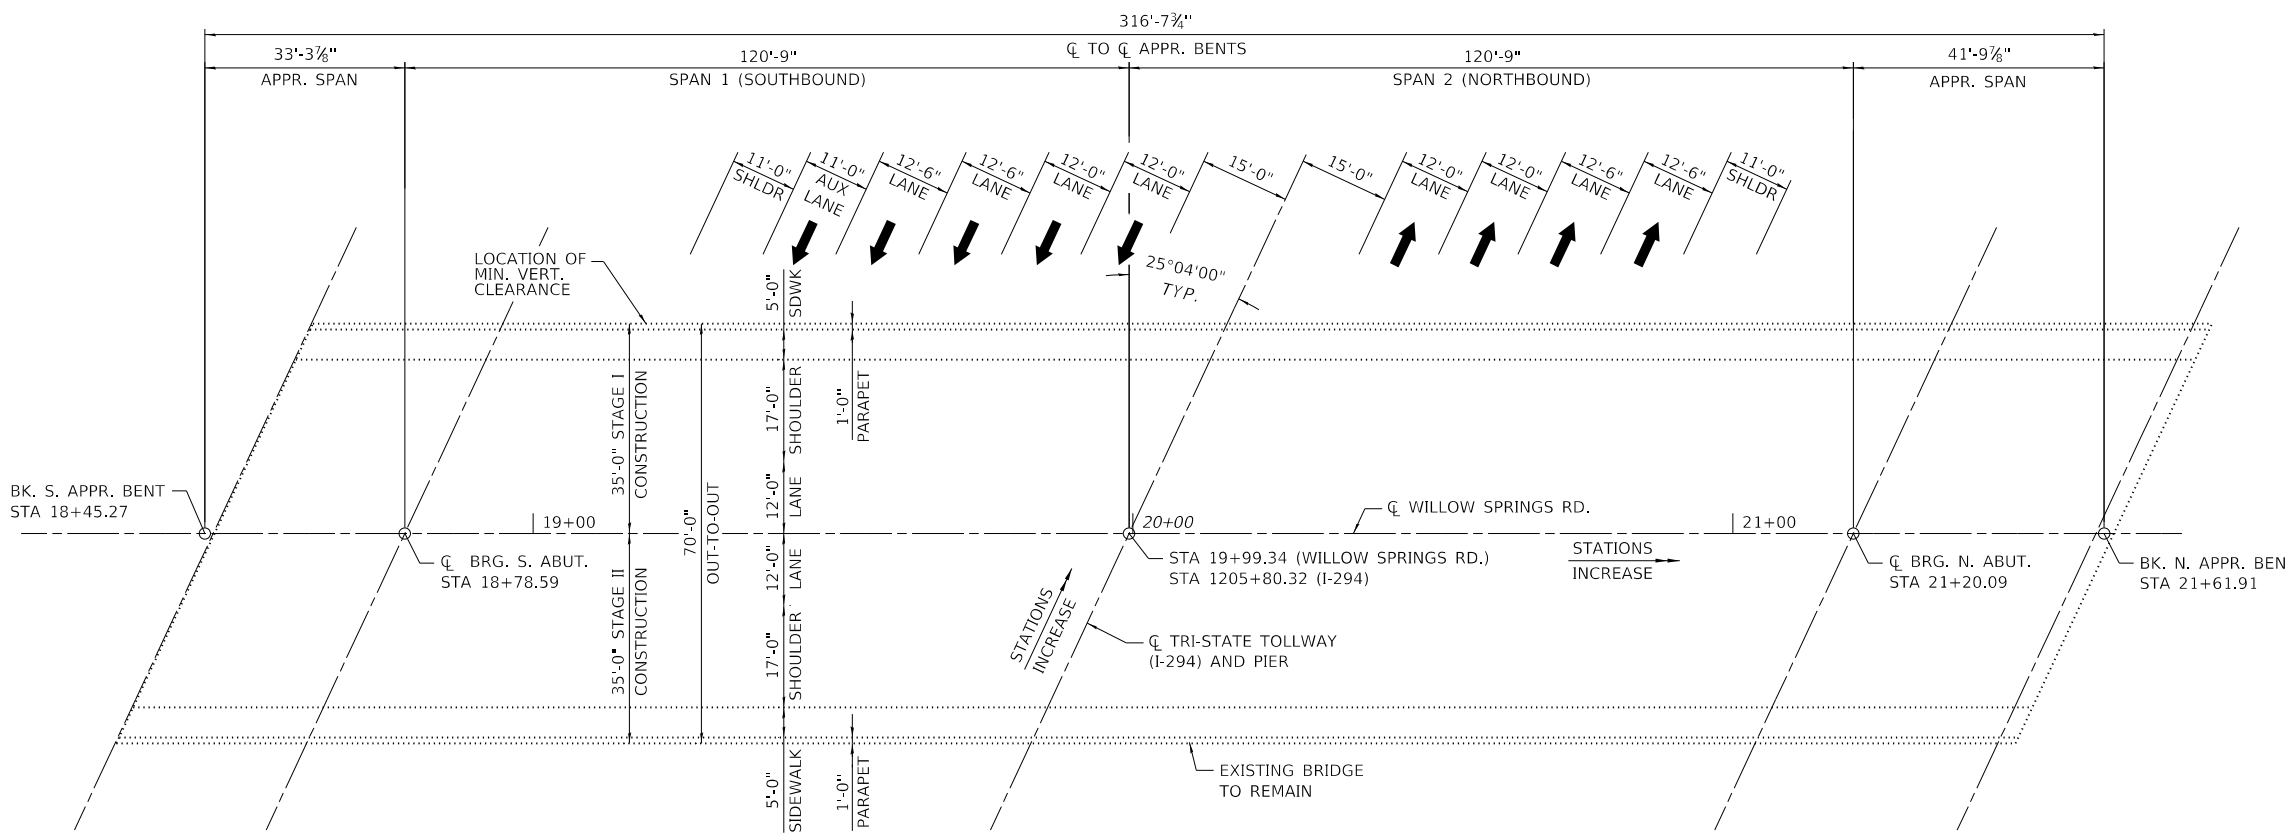 316'-7¾"
℄ TO ℄ APPR. BENTS
33'-3⅞"
APPR. SPAN
120'-9"
SPAN 1 (SOUTHBOUND)
120'-9"
SPAN 2 (NORTHBOUND)
41'-9⅞"
APPR. SPAN
11'-0"
SHLDR
11'-0"
AUX
LANE
12'-6"
LANE
12'-6"
LANE
12'-0"
LANE
12'-0"
LANE
15'-0"
15'-0"
12'-0"
LANE
12'-0"
LANE
12'-6"
LANE
12'-6"
LANE
11'-0"
SHLDR
25°04'00"
TYP.
LOCATION OF
MIN. VERT.
CLEARANCE
5'-0"
SDWK
17'-0"
SHOULDER
1'-0"
PARAPET
35'-0" STAGE I
CONSTRUCTION
12'-0"
LANE
70'-0"
OUT-TO-OUT
BK. S. APPR. BENT
STA 18+45.27
19+00
20+00
℄ WILLOW SPRINGS RD.
21+00
℄ BRG. S. ABUT.
STA 18+78.59
STA 19+99.34 (WILLOW SPRINGS RD.)
STA 1205+80.32 (I-294)
STATIONS
INCREASE
℄ BRG. N. ABUT.
STA 21+20.09
BK. N. APPR. BEN
STA 21+61.91
35'-0" STAGE II
CONSTRUCTION
12'-0"
LANE
17'-0"
SHOULDER
STATIONS
INCREASE
℄ TRI-STATE TOLLWAY
(I-294) AND PIER
5'-0"
SIDEWALK
1'-0"
PARAPET
EXISTING BRIDGE
TO REMAIN